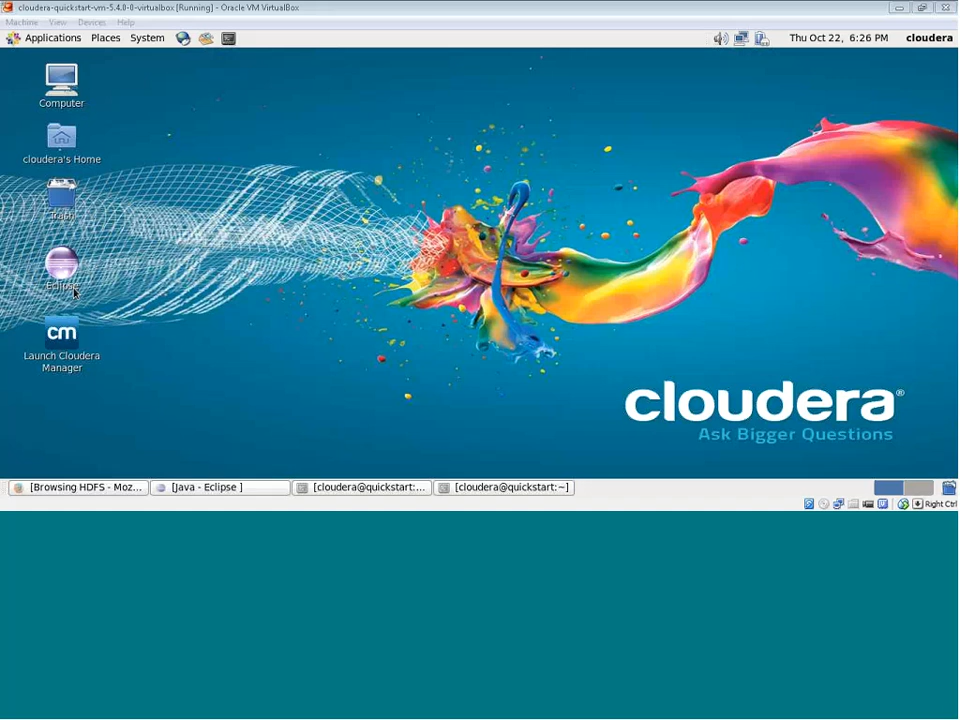 cloudera-quickstart-vm-5.4.0-0-virtualbox [Running] - Oracle VM VirtualBox
Machine View Devices Help
Applications Places System Thu Oct 22, 6:26 PM cloudera
Computer
cloudera's Home
Trash
Eclipse
cm
Launch Cloudera
Manager
cloudera®
Ask Bigger Questions
[Browsing HDFS - Moz... [Java - Eclipse ] [cloudera@quickstart:... [cloudera@quickstart:~]
Right Ctrl